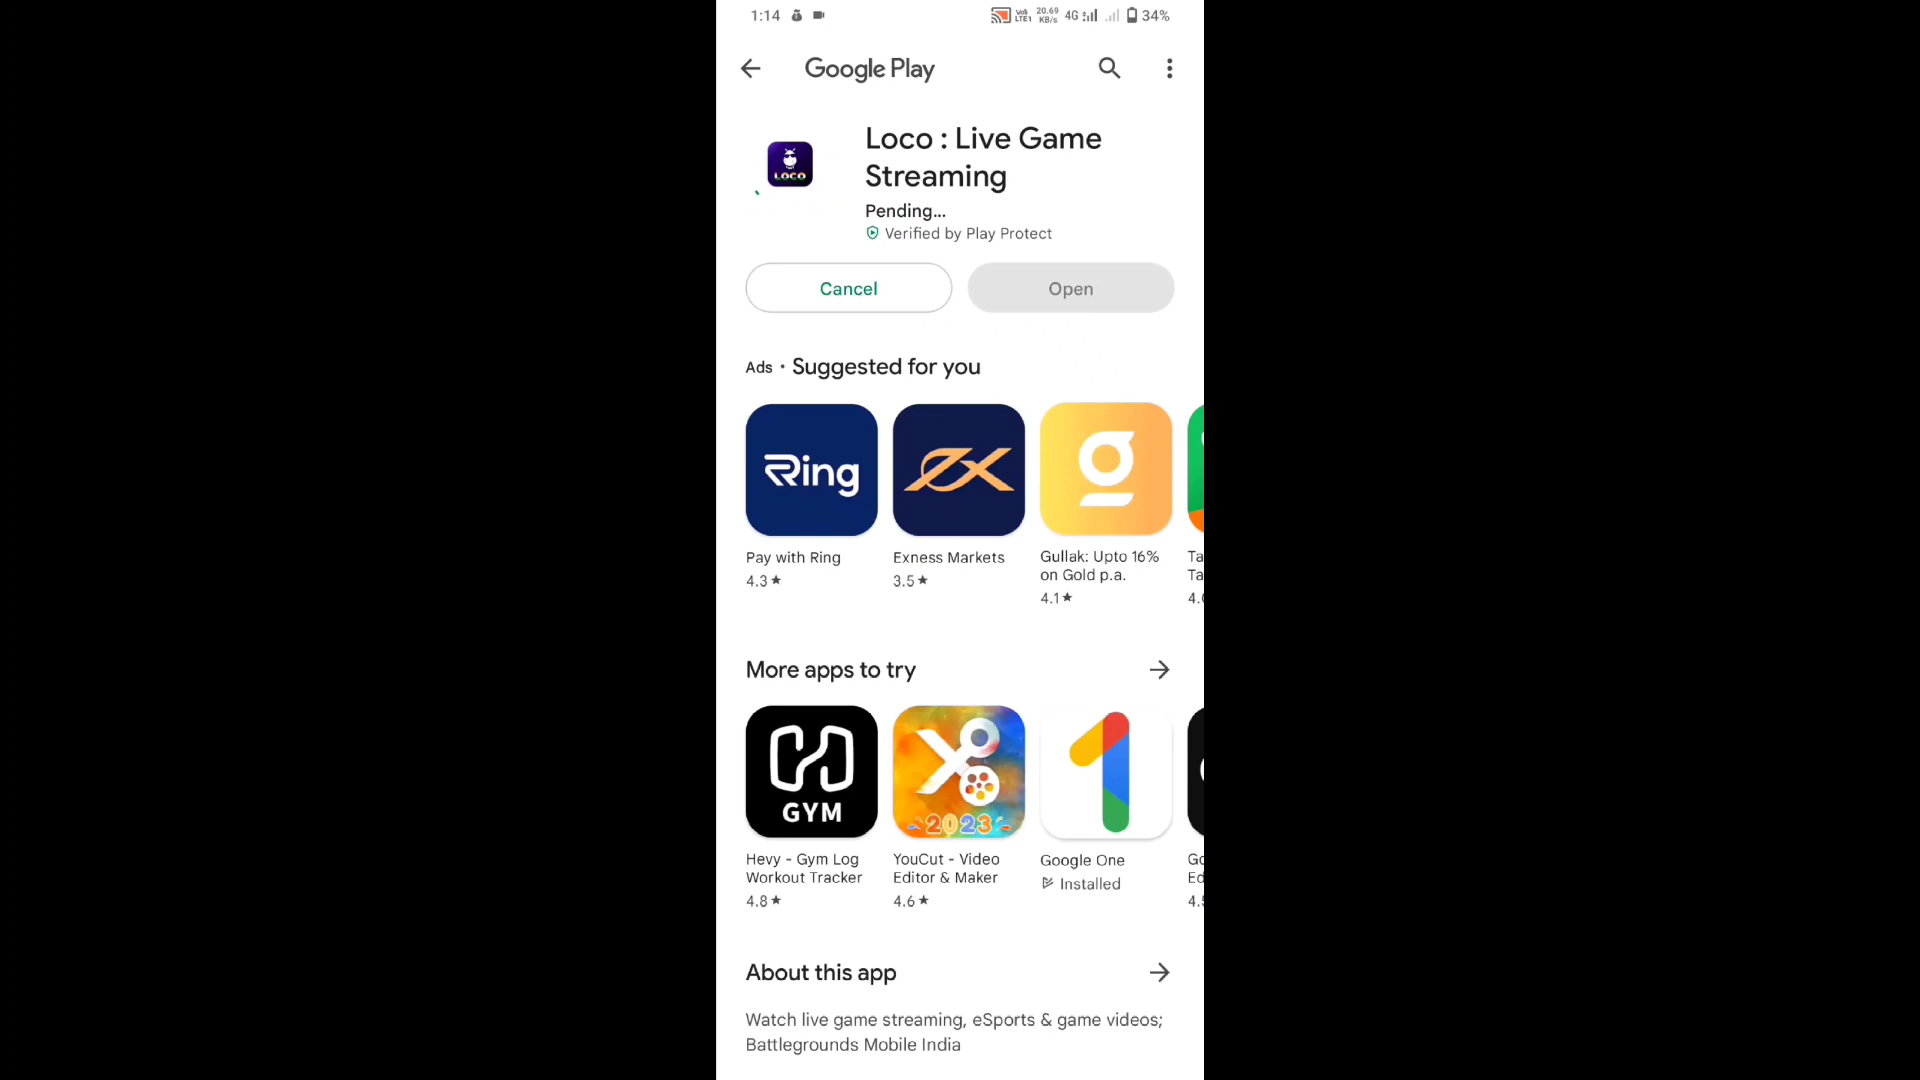 1:14
Vo) LTE1 20.69 KB/s 4G 34%
Google Play
LOCO
Loco : Live Game
Streaming
Pending...
Verified by Play Protect
Cancel Open
Ads • Suggested for you
Ring
Pay with Ring
4.3★
Exness Markets
3.5★
Gullak: Upto 16%
on Gold p.a.
4.1★
Ta
Ta
4.
More apps to try
GYM
Hevy - Gym Log
Workout Tracker
4.8★
2023
YouCut - Video
Editor & Maker
4.6★
Google One
Installed
Go
Ed
4.5
About this app
Watch live game streaming, eSports & game videos;
Battlegrounds Mobile India